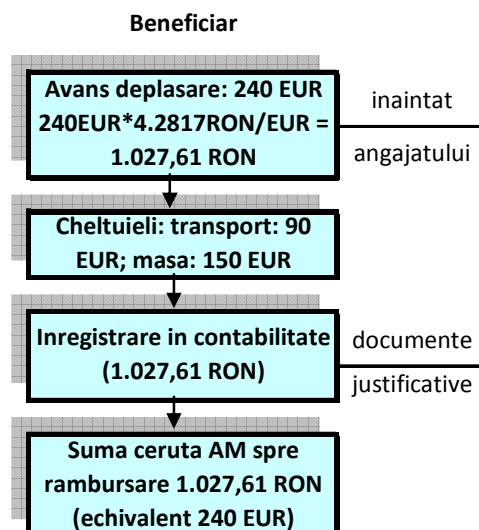 Beneficiar
Avans deplasare: 240 EUR
240EUR*4.2817RON/EUR =
1.027,61 RON
inaintat
angajatului
Cheltuieli: transport: 90
EUR; masa: 150 EUR
Inregistrare in contabilitate
(1.027,61 RON)
documente
justificative
Suma ceruta AM spre
rambursare 1.027,61 RON
(echivalent 240 EUR)